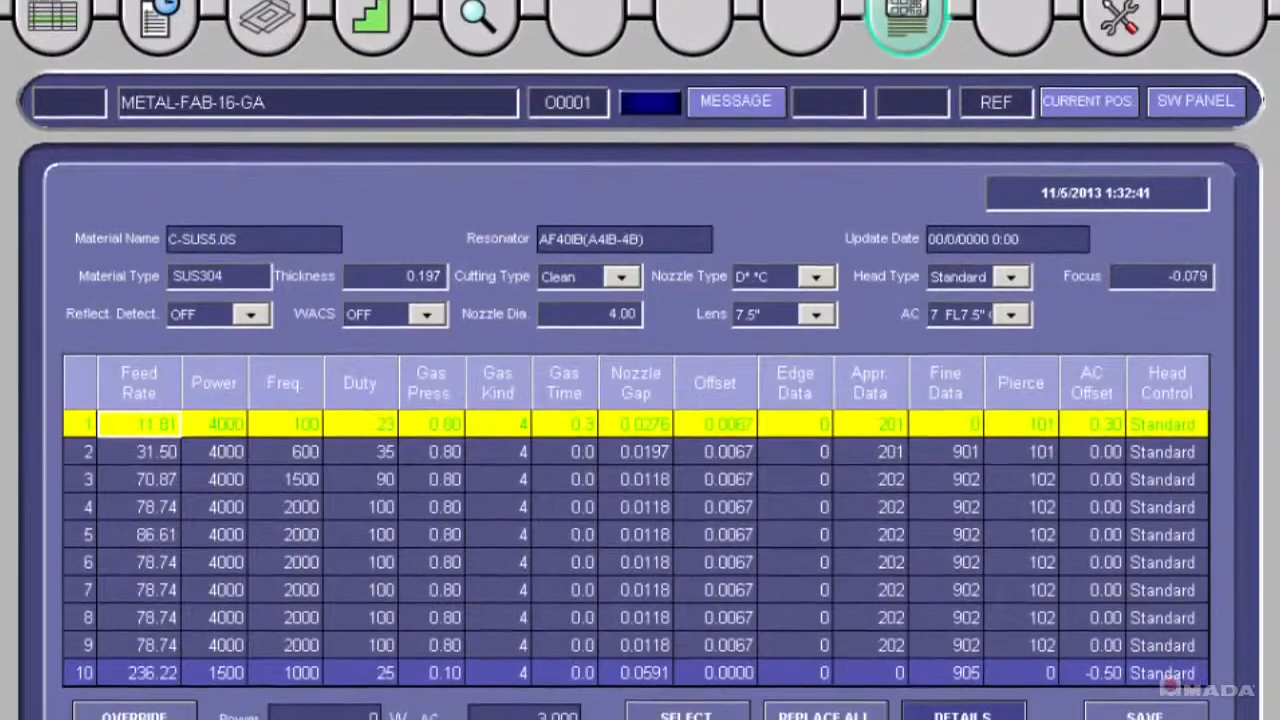 METAL-FAB-16-GA O0001 MESSAGE REF CURRENT POS. SW PANEL
11/5/2013 1:32:41
Material Name C-SUS5.0S Resonator AF40IB(A4IB-4B) Update Date 00/0/0000 0:00
Material Type SUS304 Thickness 0.197 Cutting Type Clean Nozzle Type D* *C Head Type Standard Focus -0.079
Reflect. Detect. OFF WACS OFF Nozzle Dia. 4.00 Lens 7.5" AC 7 FL7.5"
Feed Rate Power Freq. Duty Gas Press. Gas Kind Gas Time Nozzle Gap Offset Edge Data Appr. Data Fine Data Pierce AC Offset Head Control
1 11.81 4000 100 23 0.80 4 0.3 0.0276 0.0067 0 201 0 101 0.30 Standard
2 31.50 4000 600 35 0.80 4 0.0 0.0197 0.0067 0 201 901 101 0.00 Standard
3 70.87 4000 1500 90 0.80 4 0.0 0.0118 0.0067 0 202 902 102 0.00 Standard
4 78.74 4000 2000 100 0.80 4 0.0 0.0118 0.0067 0 202 902 102 0.00 Standard
5 86.61 4000 2000 100 0.80 4 0.0 0.0118 0.0067 0 202 902 102 0.00 Standard
6 78.74 4000 2000 100 0.80 4 0.0 0.0118 0.0067 0 202 902 102 0.00 Standard
7 78.74 4000 2000 100 0.80 4 0.0 0.0118 0.0067 0 202 902 102 0.00 Standard
8 78.74 4000 2000 100 0.80 4 0.0 0.0118 0.0067 0 202 902 102 0.00 Standard
9 78.74 4000 2000 100 0.80 4 0.0 0.0118 0.0067 0 202 902 102 0.00 Standard
10 236.22 1500 1000 25 0.10 4 0.0 0.0591 0.0000 0 0 905 0 -0.50 Standard
AMADA
OVERRIDE Power 0 W AC 3.000 SELECT REPLACE ALL DETAILS SAVE